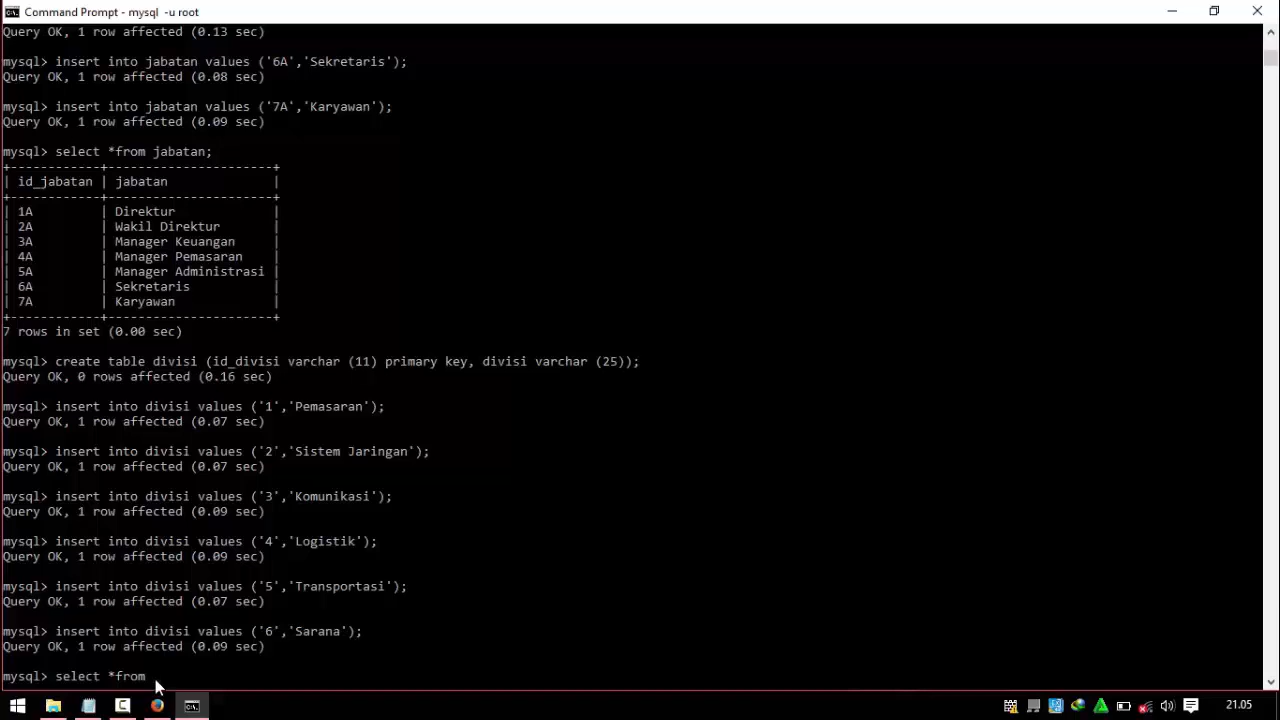 Command Prompt - mysql  -u root
Query OK, 1 row affected (0.13 sec)
mysql> insert into jabatan values ('6A','Sekretaris');
Query OK, 1 row affected (0.08 sec)
mysql> insert into jabatan values ('7A','Karyawan');
Query OK, 1 row affected (0.09 sec)
mysql> select *from jabatan;
+------------+----------------------+
| id_jabatan | jabatan              |
+------------+----------------------+
| 1A         | Direktur             |
| 2A         | Wakil Direktur       |
| 3A         | Manager Keuangan     |
| 4A         | Manager Pemasaran    |
| 5A         | Manager Administrasi |
| 6A         | Sekretaris           |
| 7A         | Karyawan             |
+------------+----------------------+
7 rows in set (0.00 sec)
mysql> create table divisi (id_divisi varchar (11) primary key, divisi varchar (25));
Query OK, 0 rows affected (0.16 sec)
mysql> insert into divisi values ('1','Pemasaran');
Query OK, 1 row affected (0.07 sec)
mysql> insert into divisi values ('2','Sistem Jaringan');
Query OK, 1 row affected (0.07 sec)
mysql> insert into divisi values ('3','Komunikasi');
Query OK, 1 row affected (0.09 sec)
mysql> insert into divisi values ('4','Logistik');
Query OK, 1 row affected (0.09 sec)
mysql> insert into divisi values ('5','Transportasi');
Query OK, 1 row affected (0.07 sec)
mysql> insert into divisi values ('6','Sarana');
Query OK, 1 row affected (0.09 sec)
mysql> select *from
21.05